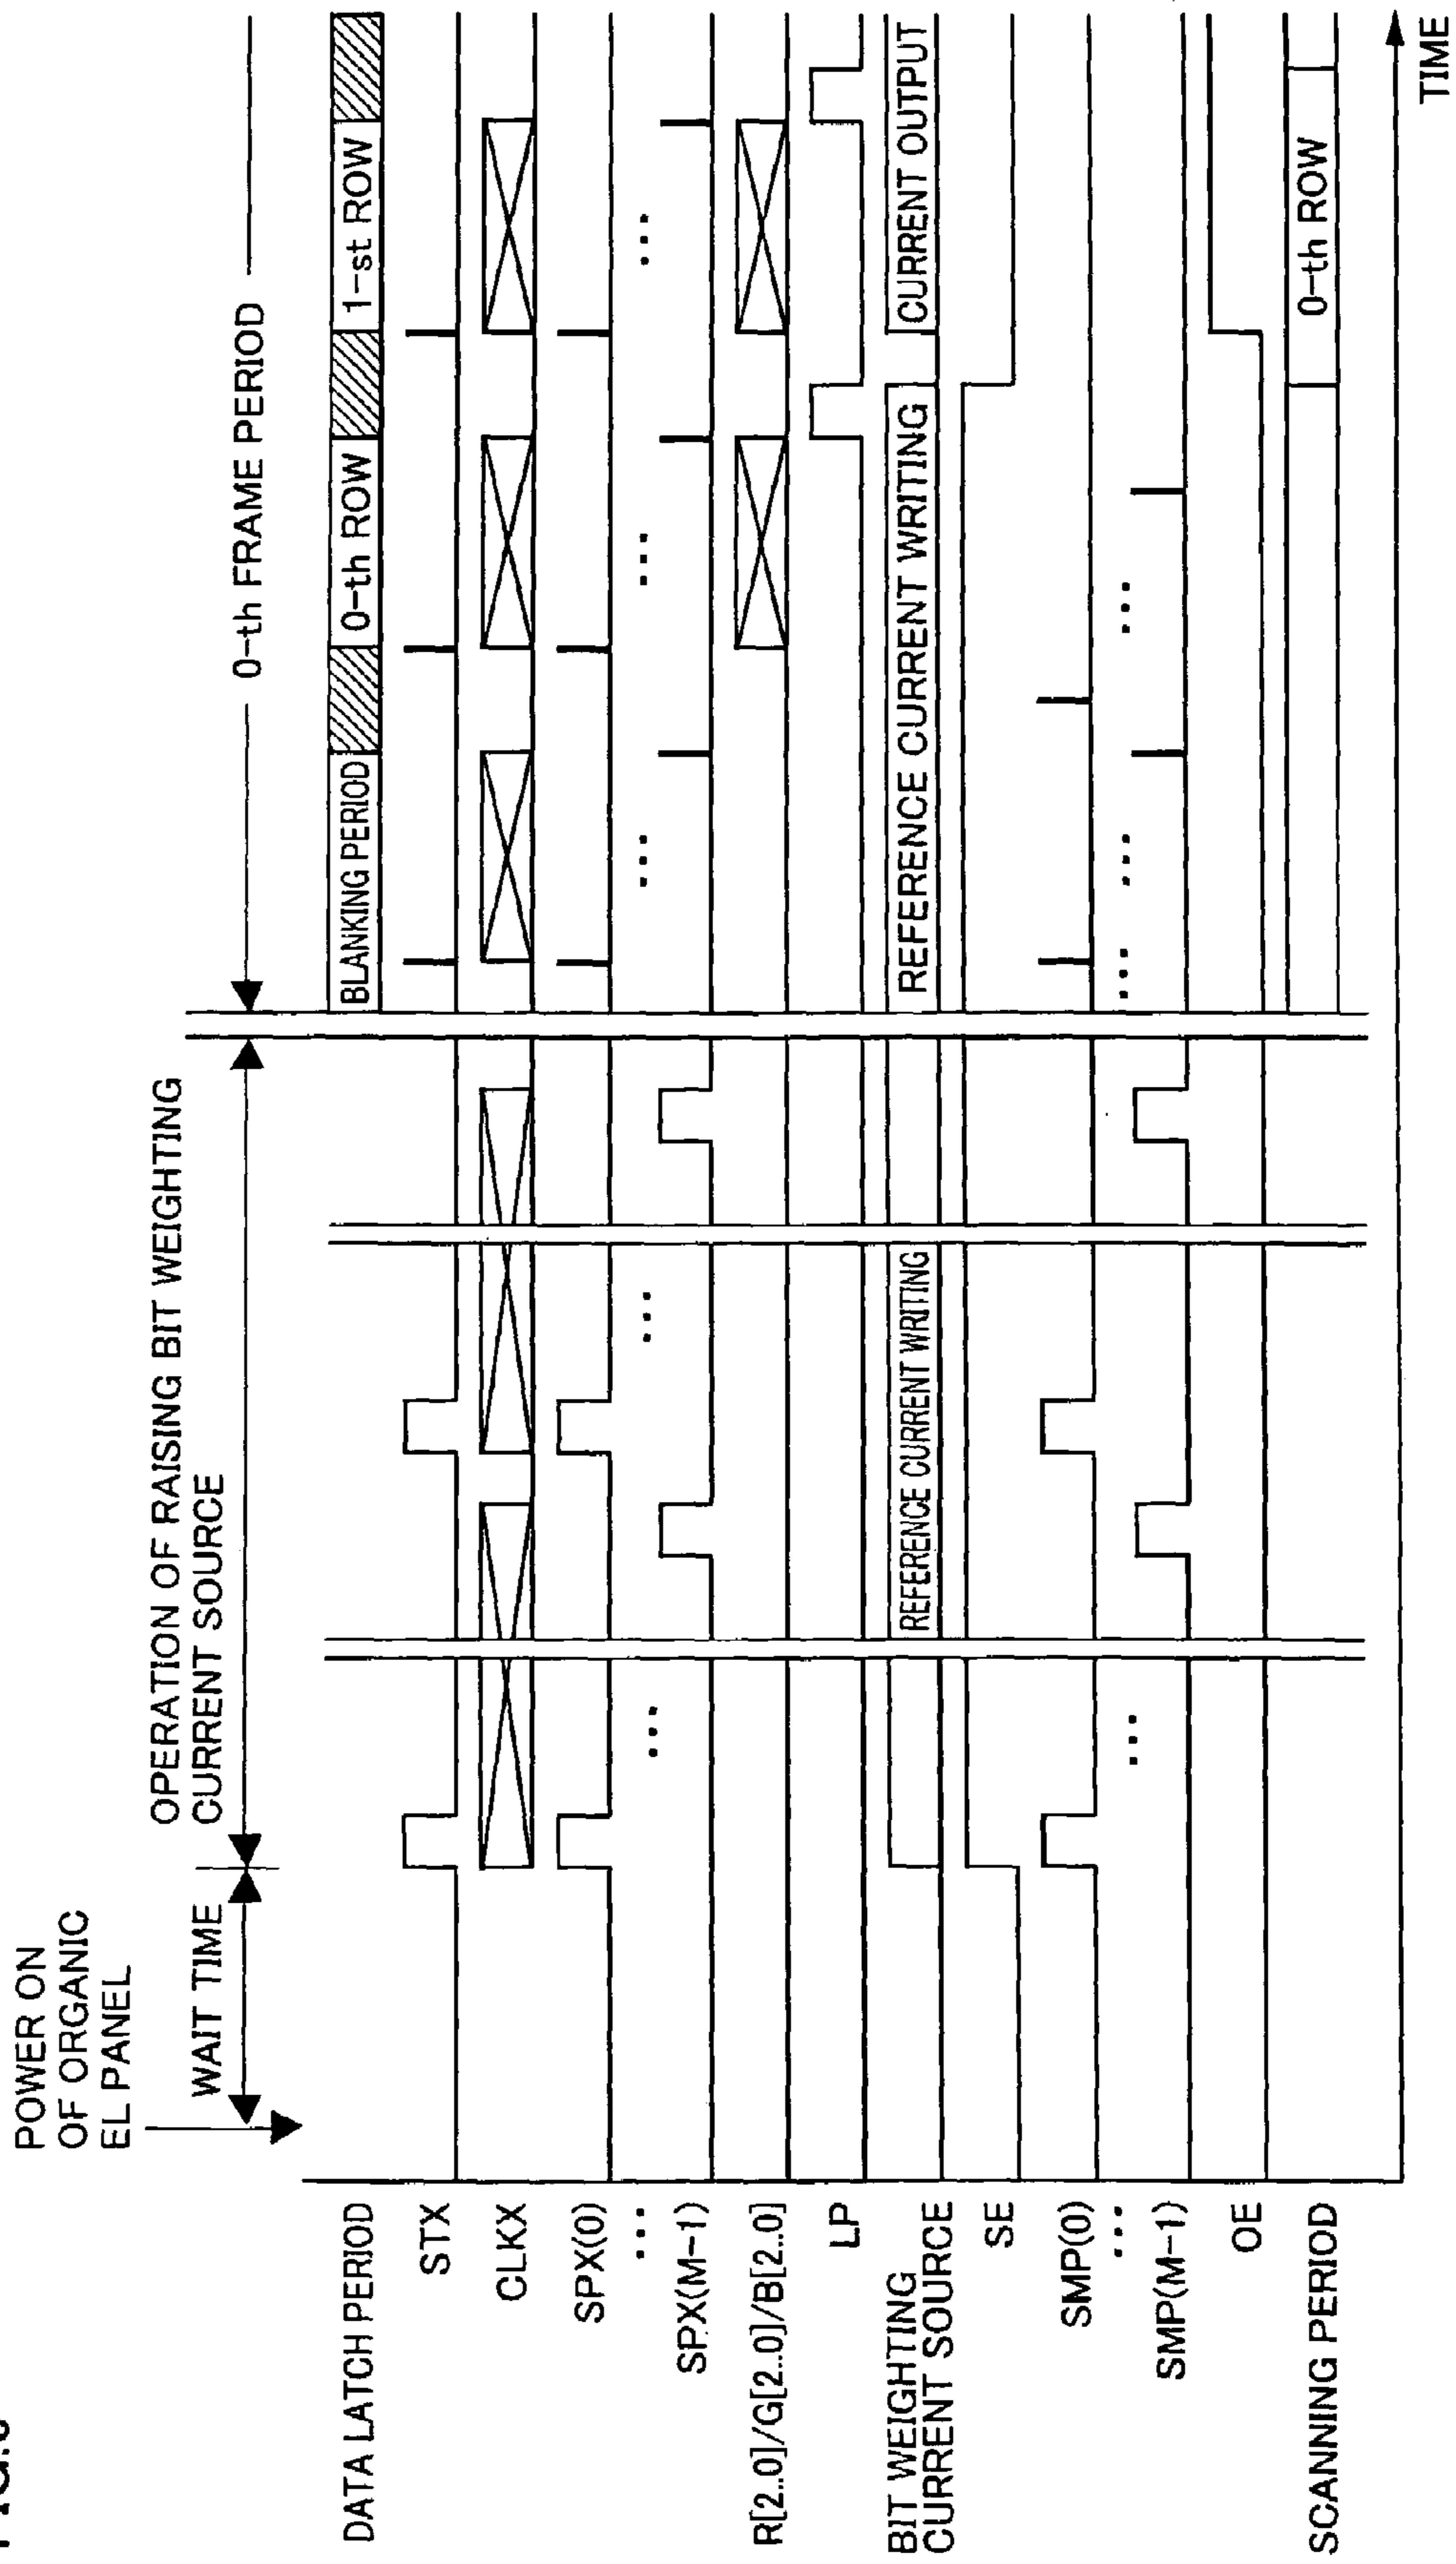 POWER ON
OF ORGANIC
EL PANEL
WAIT TIME
OPERATION OF RAISING BIT WEIGHTING
CURRENT SOURCE
0-th FRAME PERIOD
DATA LATCH PERIOD
BLANKING PERIOD
0-th ROW
1-st ROW
STX
CLKX
SPX(0)
...
SPX(M-1)
R[2..0]/G[2..0]/B[2..0]
LP
BIT WEIGHTING
CURRENT SOURCE
REFERENCE CURRENT WRITING
REFERENCE CURRENT WRITING
CURRENT OUTPUT
SE
SMP(0)
...
SMP(M-1)
OE
SCANNING PERIOD
0-th ROW
TIME